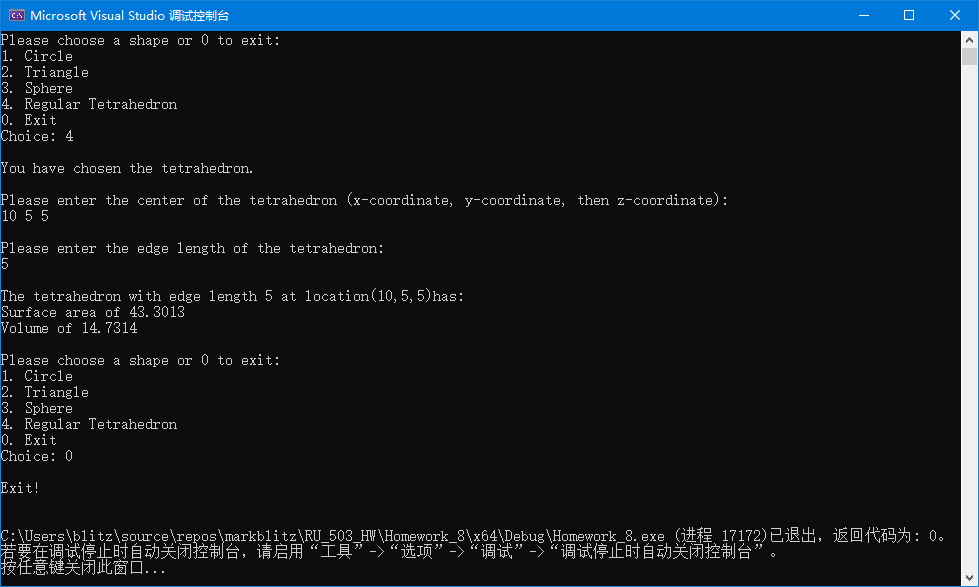 Microsoft Visual Studio 调试控制台
Please choose a shape or 0 to exit:
1. Circle
2. Triangle
3. Sphere
4. Regular Tetrahedron
0. Exit
Choice: 4
You have chosen the tetrahedron.
Please enter the center of the tetrahedron (x-coordinate, y-coordinate, then z-coordinate):
10 5 5
Please enter the edge length of the tetrahedron:
5
The tetrahedron with edge length 5 at location(10,5,5)has:
Surface area of 43.3013
Volume of 14.7314
Please choose a shape or 0 to exit:
1. Circle
2. Triangle
3. Sphere
4. Regular Tetrahedron
0. Exit
Choice: 0
Exit!
C:\Users\blitz\source\repos\markblitz\RU_503_HW\Homework_8\x64\Debug\Homework_8.exe (进程 17172)已退出，返回代码为: 0。
若要在调试停止时自动关闭控制台，请启用“工具”->“选项”->“调试”->“调试停止时自动关闭控制台”。
按任意键关闭此窗口...